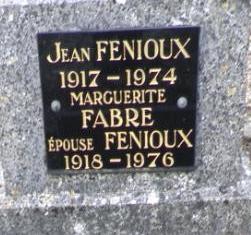 JEAN FENIOUX
1917 - 1974
MARGUERITE
FABRE
ÉPOUSE FENIOUX
1918 - 1976